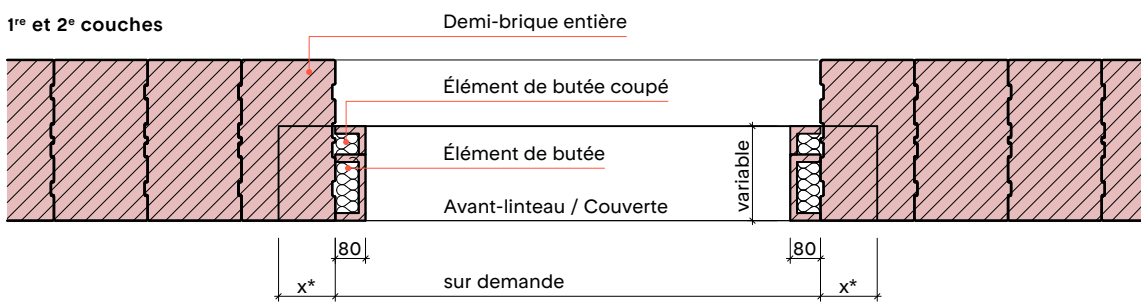 1re et 2e couches
Demi-brique entière
Élément de butée coupé
Élément de butée
Avant-linteau / Couverte
variable
80
80
x*
sur demande
x*